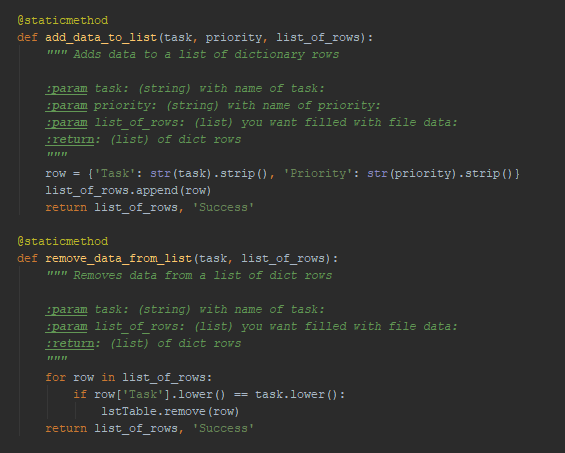 @staticmethod
def add_data_to_list(task, priority, list_of_rows):
""" Adds data to a list of dictionary rows
:param task: (string) with name of task:
:param priority: (string) with name of priority:
:param list_of_rows: (list) you want filled with file data:
:return: (list) of dict rows
"""
row = {'Task': str(task).strip(), 'Priority': str(priority).strip()}
list_of_rows.append(row)
return list_of_rows, 'Success'
@staticmethod
def remove_data_from_list(task, list_of_rows):
""" Removes data from a list of dict rows
:param task: (string) with name of task:
:param list_of_rows: (list) you want filled with file data:
:return: (list) of dict rows
"""
for row in list_of_rows:
if row['Task'].lower() == task.lower():
lstTable.remove(row)
return list_of_rows, 'Success'